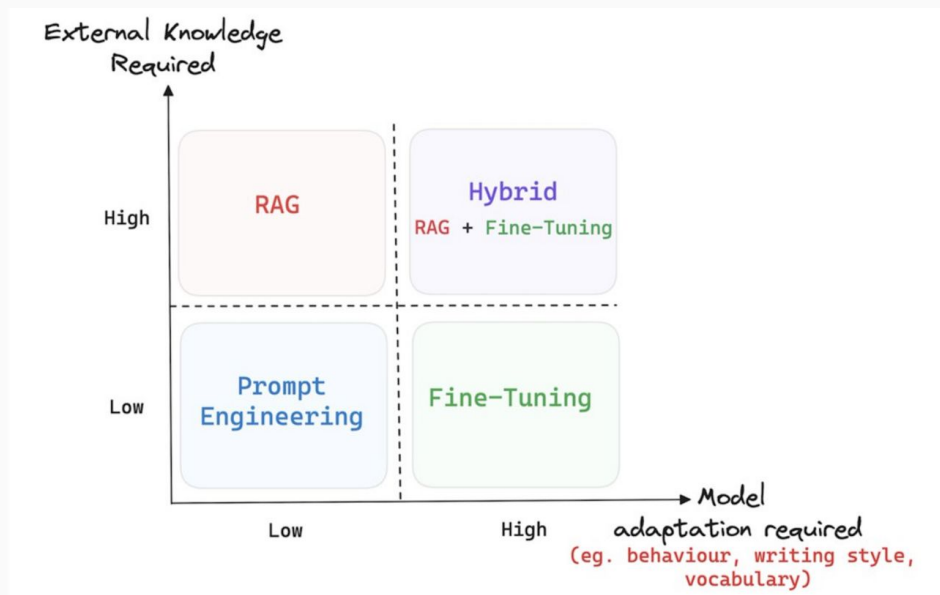 External Knowledge
Required
High
RAG
Hybrid
RAG + Fine-Tuning
Low
Prompt
Engineering
Fine-Tuning
Low
High
Model
adaptation required
(eg. behaviour, writing style,
vocabulary)